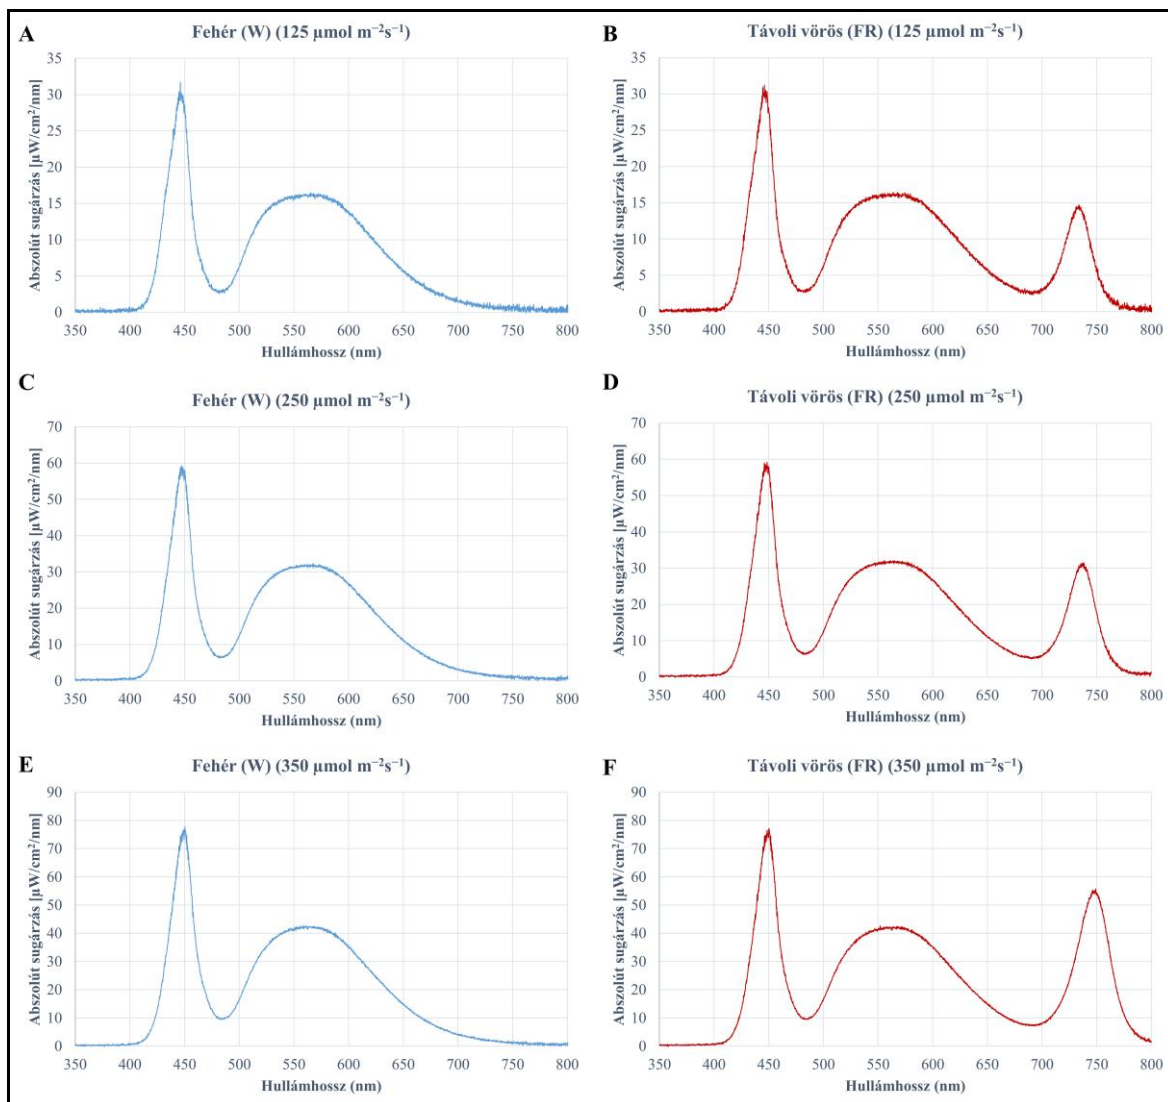 A
Fehér (W) (125 µmol m⁻²s⁻¹)
Abszolút sugárzás [µW/cm²/nm]
35
30
25
20
15
10
5
0
350 400 450 500 550 600 650 700 750 800
Hullámhossz (nm)
B
Távoli vörös (FR) (125 µmol m⁻²s⁻¹)
Abszolút sugárzás [µW/cm²/nm]
35
30
25
20
15
10
5
0
350 400 450 500 550 600 650 700 750 800
Hullámhossz (nm)
C
Fehér (W) (250 µmol m⁻²s⁻¹)
Abszolút sugárzás [µW/cm²/nm]
70
60
50
40
30
20
10
0
350 400 450 500 550 600 650 700 750 800
Hullámhossz (nm)
D
Távoli vörös (FR) (250 µmol m⁻²s⁻¹)
Abszolút sugárzás [µW/cm²/nm]
70
60
50
40
30
20
10
0
350 400 450 500 550 600 650 700 750 800
Hullámhossz (nm)
E
Fehér (W) (350 µmol m⁻²s⁻¹)
Abszolút sugárzás [µW/cm²/nm]
90
80
70
60
50
40
30
20
10
0
350 400 450 500 550 600 650 700 750 800
Hullámhossz (nm)
F
Távoli vörös (FR) (350 µmol m⁻²s⁻¹)
Abszolút sugárzás [µW/cm²/nm]
90
80
70
60
50
40
30
20
10
0
350 400 450 500 550 600 650 700 750 800
Hullámhossz (nm)